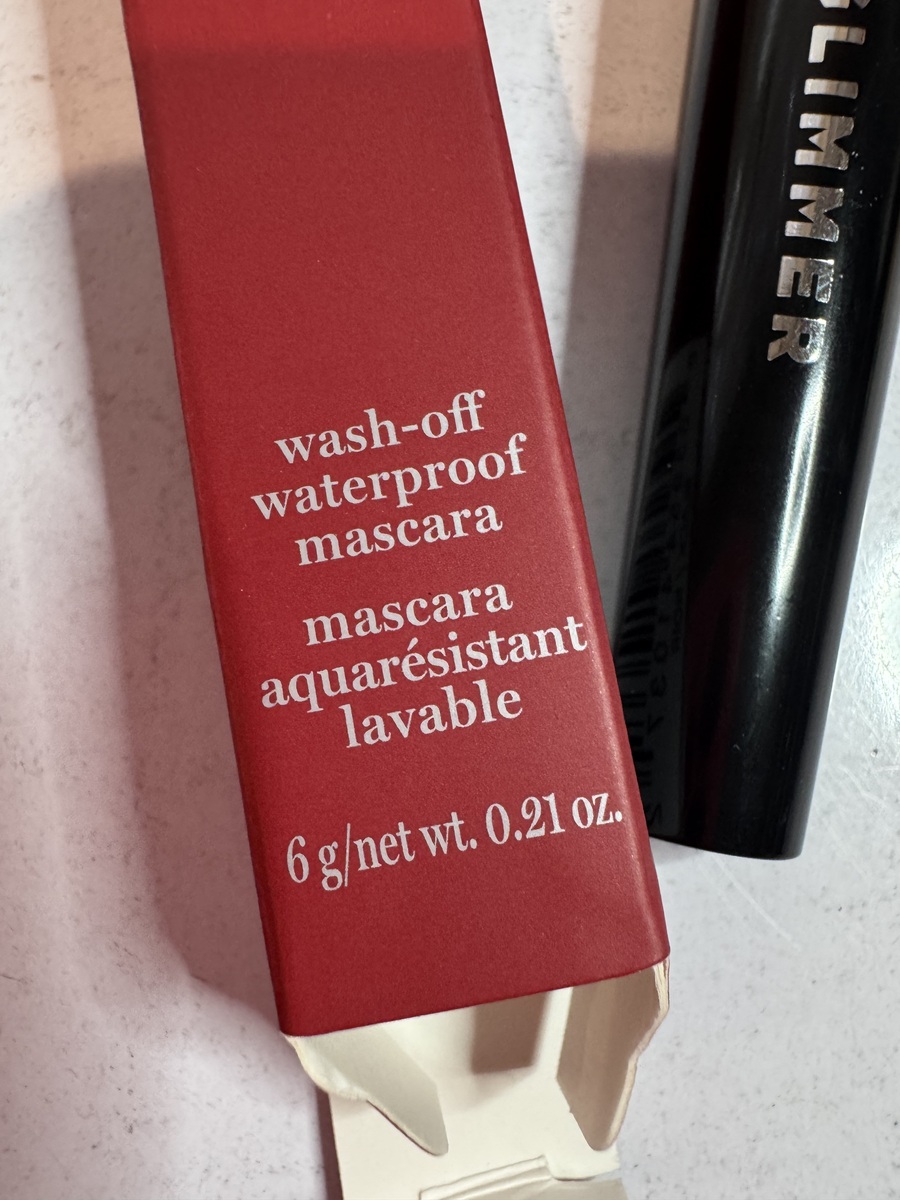 wash-off
waterproof
mascara
mascara
aquarésistant
lavable
6 g/net wt. 0.21 oz.
LIMMER